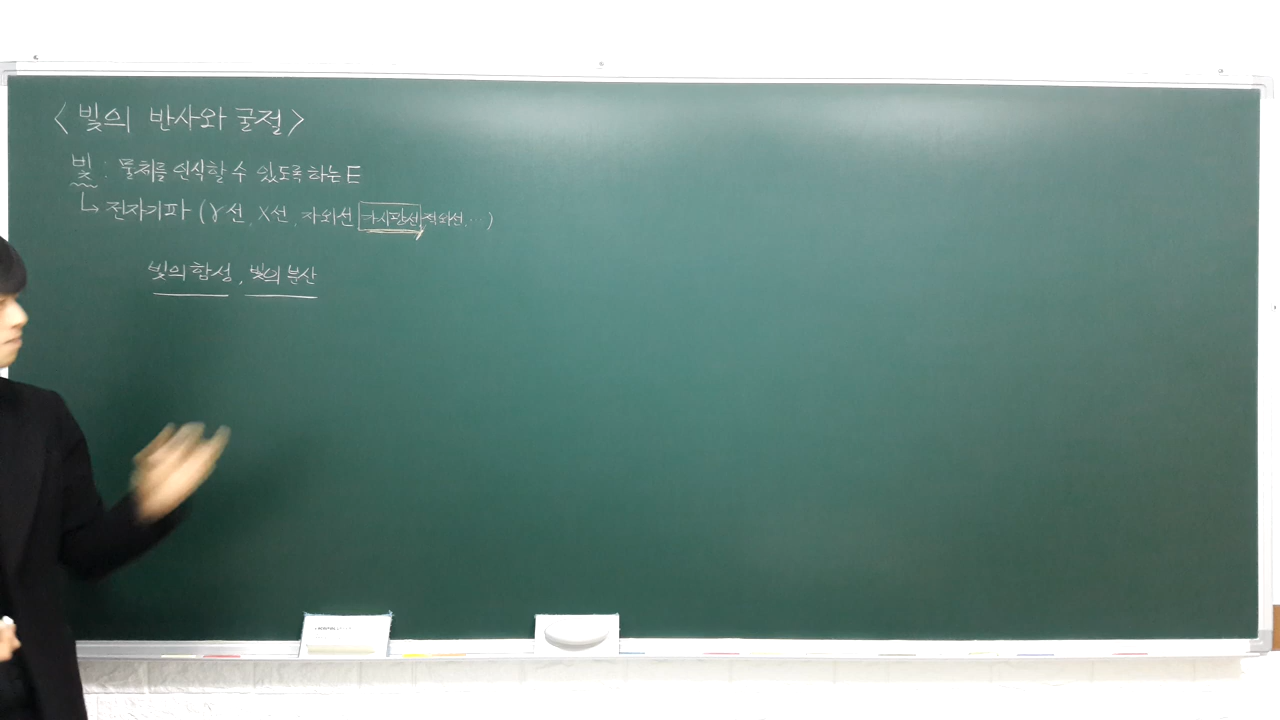 <빛의 반사와 굴절>
빛 : 물체를 인식할 수 있도록 하는 E
↳ 전자기파 (γ선, X선, 자외선 가시광선, 적외선, …)
빛의 합성, 빛의 분산